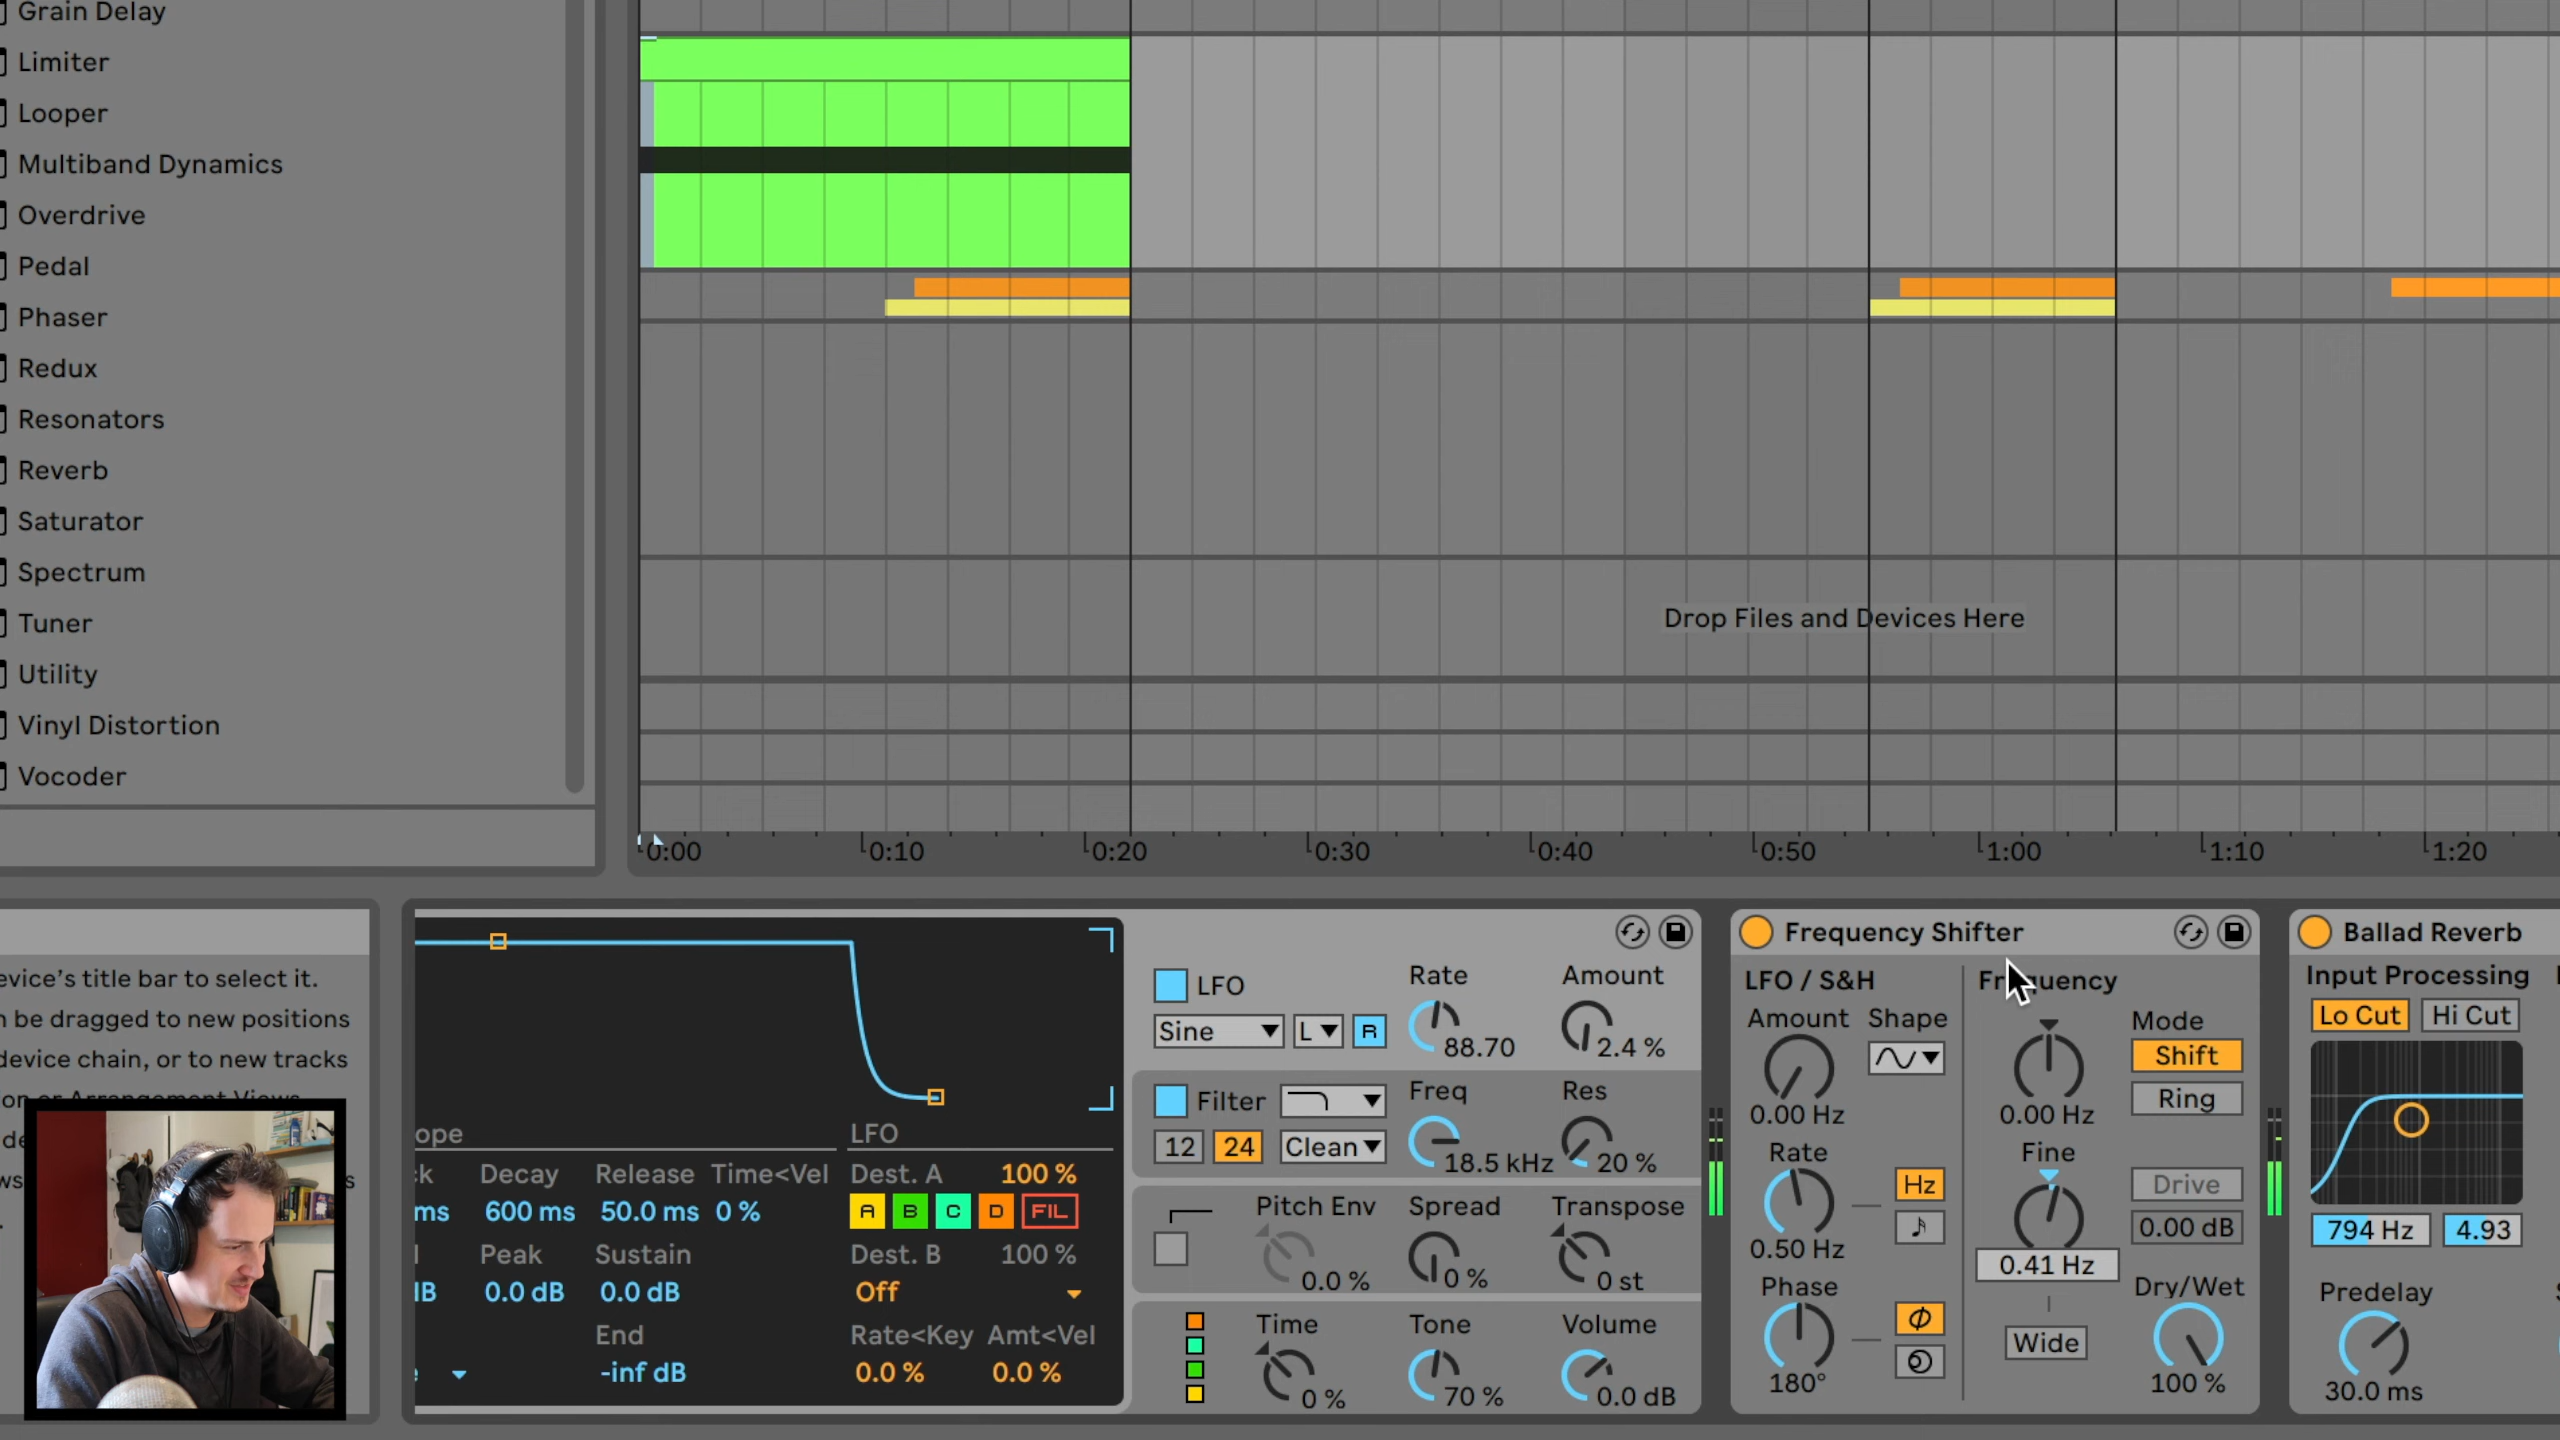 Grain Delay
Limiter
Looper
Multiband Dynamics
Overdrive
Pedal
Phaser
Redux
Resonators
Reverb
Saturator
Spectrum
Tuner
Utility
Vinyl Distortion
Vocoder
Drop Files and Devices Here
0:00 0:10 0:20 0:30 0:40 0:50 1:00 1:10 1:20
evice's title bar to select it.
n be dragged to new positions
device chain, or to new tracks
on or Arrangement Views
ope
Decay Release Time<Vel
ms 600 ms 50.0 ms 0 %
Peak Sustain
0.0 dB 0.0 dB
End
-inf dB
LFO
Dest. A 100 %
A B C D FIL
Dest. B 100 %
Off
Rate<Key Amt<Vel
0.0 % 0.0 %
LFO Rate Amount
Sine L R 88.70 2.4 %
Filter Freq Res
12 24 Clean 18.5 kHz 20 %
Pitch Env Spread Transpose
0.0 % 0 % 0 st
Time Tone Volume
0 % 70 % 0.0 dB
Frequency Shifter
LFO / S&H
Amount Shape
0.00 Hz
Rate
Hz
0.50 Hz
Phase
180°
Frequency
0.00 Hz
Fine
0.41 Hz
Wide
Mode
Shift
Ring
Drive
0.00 dB
Dry/Wet
100 %
Ballad Reverb
Input Processing
Lo Cut Hi Cut
794 Hz 4.93
Predelay
30.0 ms